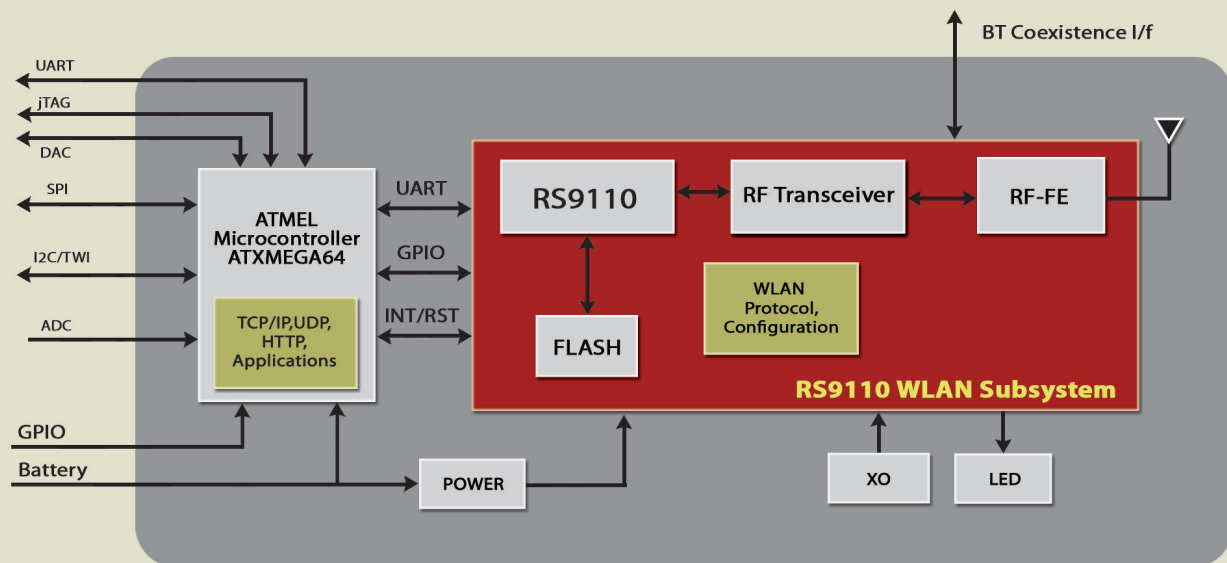 BT Coexistence I/f
UART
jTAG
DAC
SPI
I2C/TWI
ADC
GPIO
Battery
ATMEL
Microcontroller
ATXMEGA64
TCP/IP,UDP,
HTTP,
Applications
UART
GPIO
INT/RST
RS9110
RF Transceiver
RF-FE
FLASH
WLAN
Protocol,
Configuration
RS9110 WLAN Subsystem
POWER
XO
LED